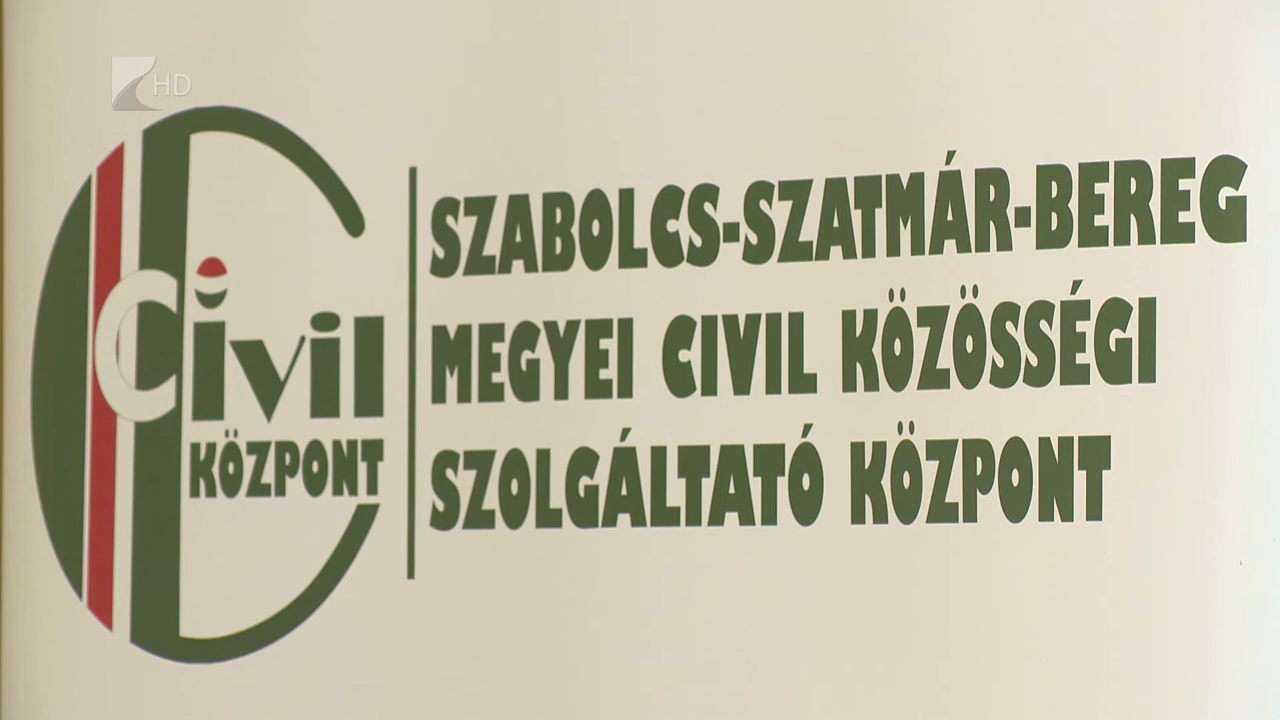 HD
Civil
KÖZPONT
SZABOLCS-SZATMÁR-BEREG
MEGYEI CIVIL KÖZÖSSÉGI
SZOLGÁLTATÓ KÖZPONT